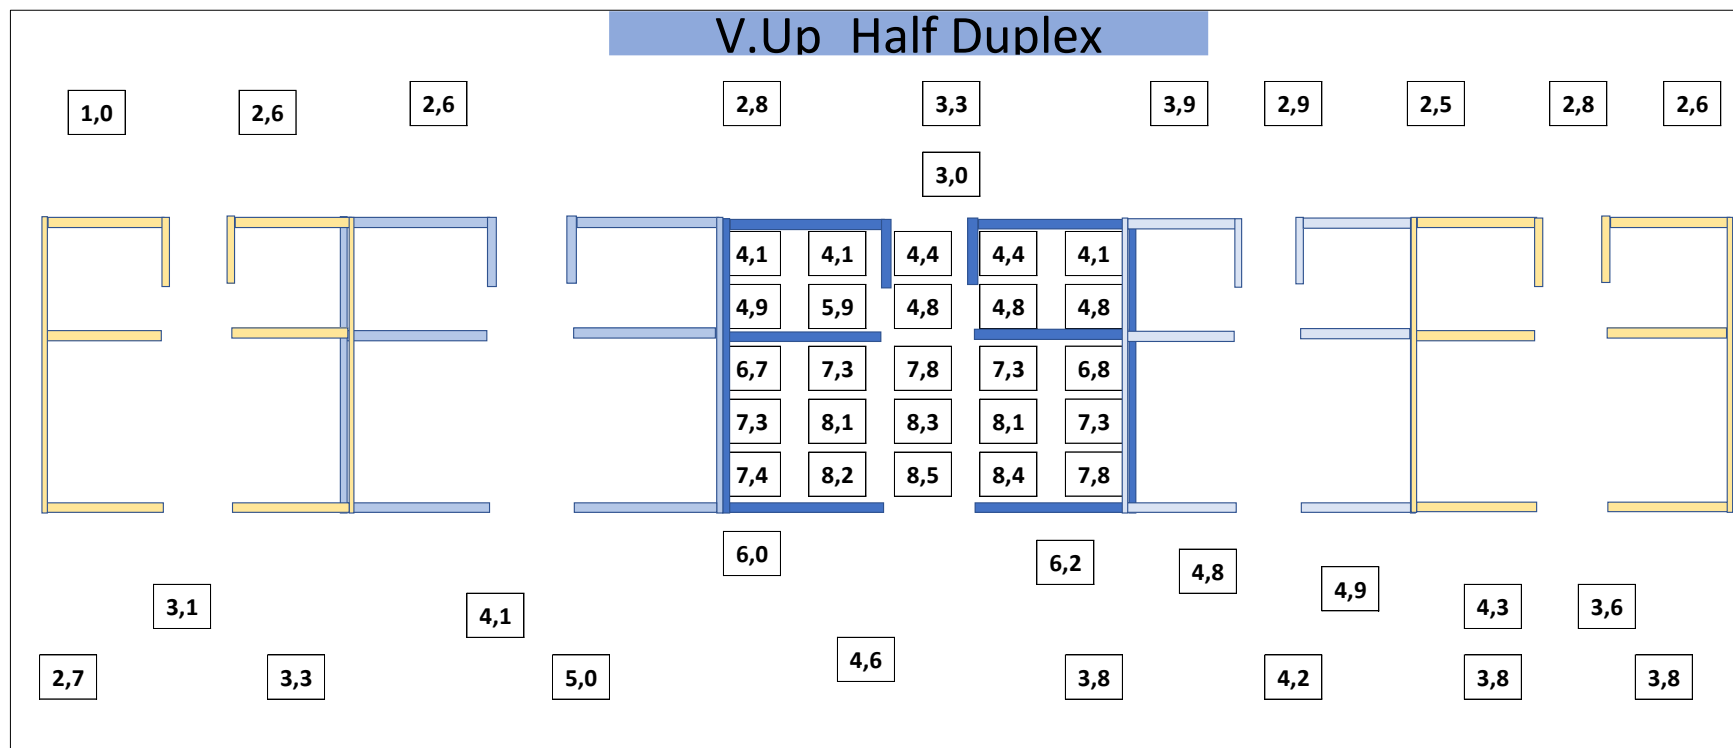 V.Up Half Duplex
1,0 2,6 2,6 2,8 3,3 3,9 2,9 2,5 2,8 2,6
3,0
4,1 4,1 4,4 4,4 4,1
4,9 5,9 4,8 4,8 4,8
6,7 7,3 7,8 7,3 6,8
7,3 8,1 8,3 8,1 7,3
7,4 8,2 8,5 8,4 7,8
6,0 6,2 4,8
4,9
3,1 4,1 4,3 3,6
2,7 3,3 5,0 4,6 3,8 4,2 3,8 3,8